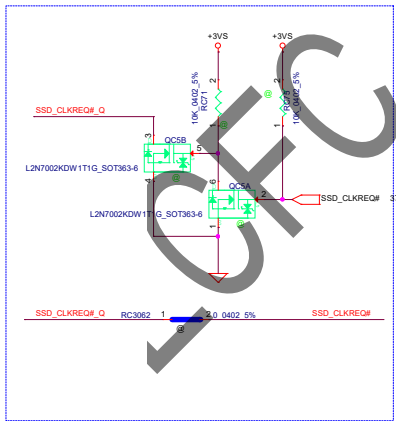 +3VS
+3VS
10K_0402_5%
RC71
RC75
10K_0402_5%
2
2
@
@
1
1
SSD_CLKREQ#_Q
3
QC5B
5
L2N7002KDW1T1G_SOT363-6
4
6
QC5A
2
SSD_CLKREQ#
L2N7002KDW1T1G_SOT363-6
1
@
SSD_CLKREQ#_Q
RC3062
1
2
0_0402_5%
SSD_CLKREQ#
@